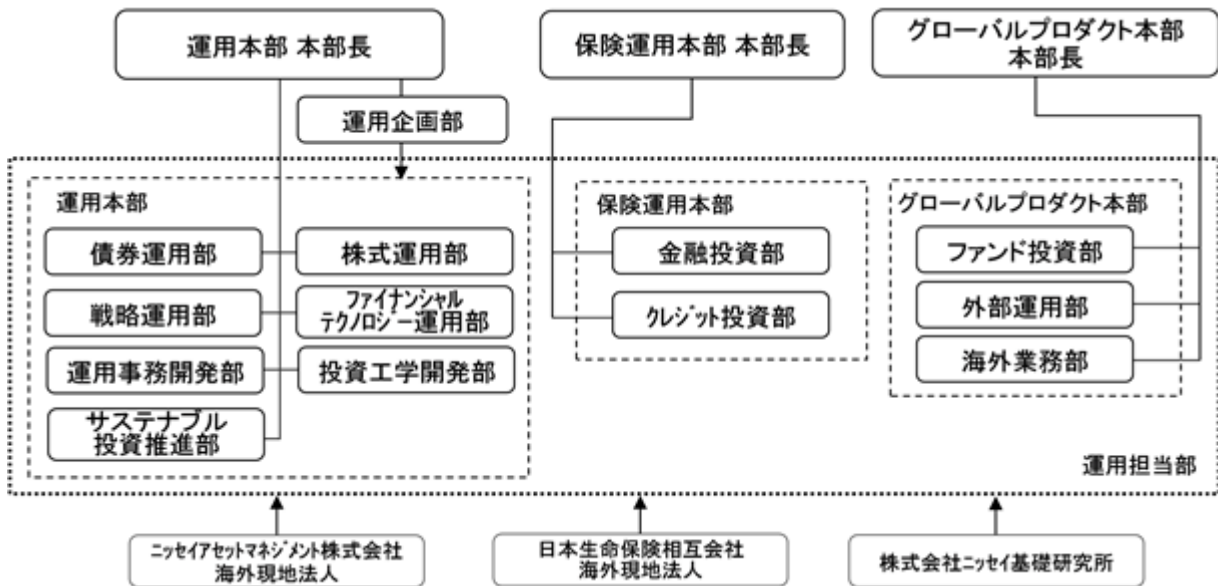 運用本部 本部長
保険運用本部 本部長
グローバルプロダクト本部
本部長
運用企画部
運用本部
債券運用部
株式運用部
戦略運用部
ファイナンシャル
テクノロジー運用部
運用事務開発部
投資工学開発部
サステナブル
投資推進部
保険運用本部
金融投資部
クレジット投資部
グローバルプロダクト本部
ファンド投資部
外部運用部
海外業務部
運用担当部
ニッセイアセットマネジメント株式会社
海外現地法人
日本生命保険相互会社
海外現地法人
株式会社ニッセイ基礎研究所